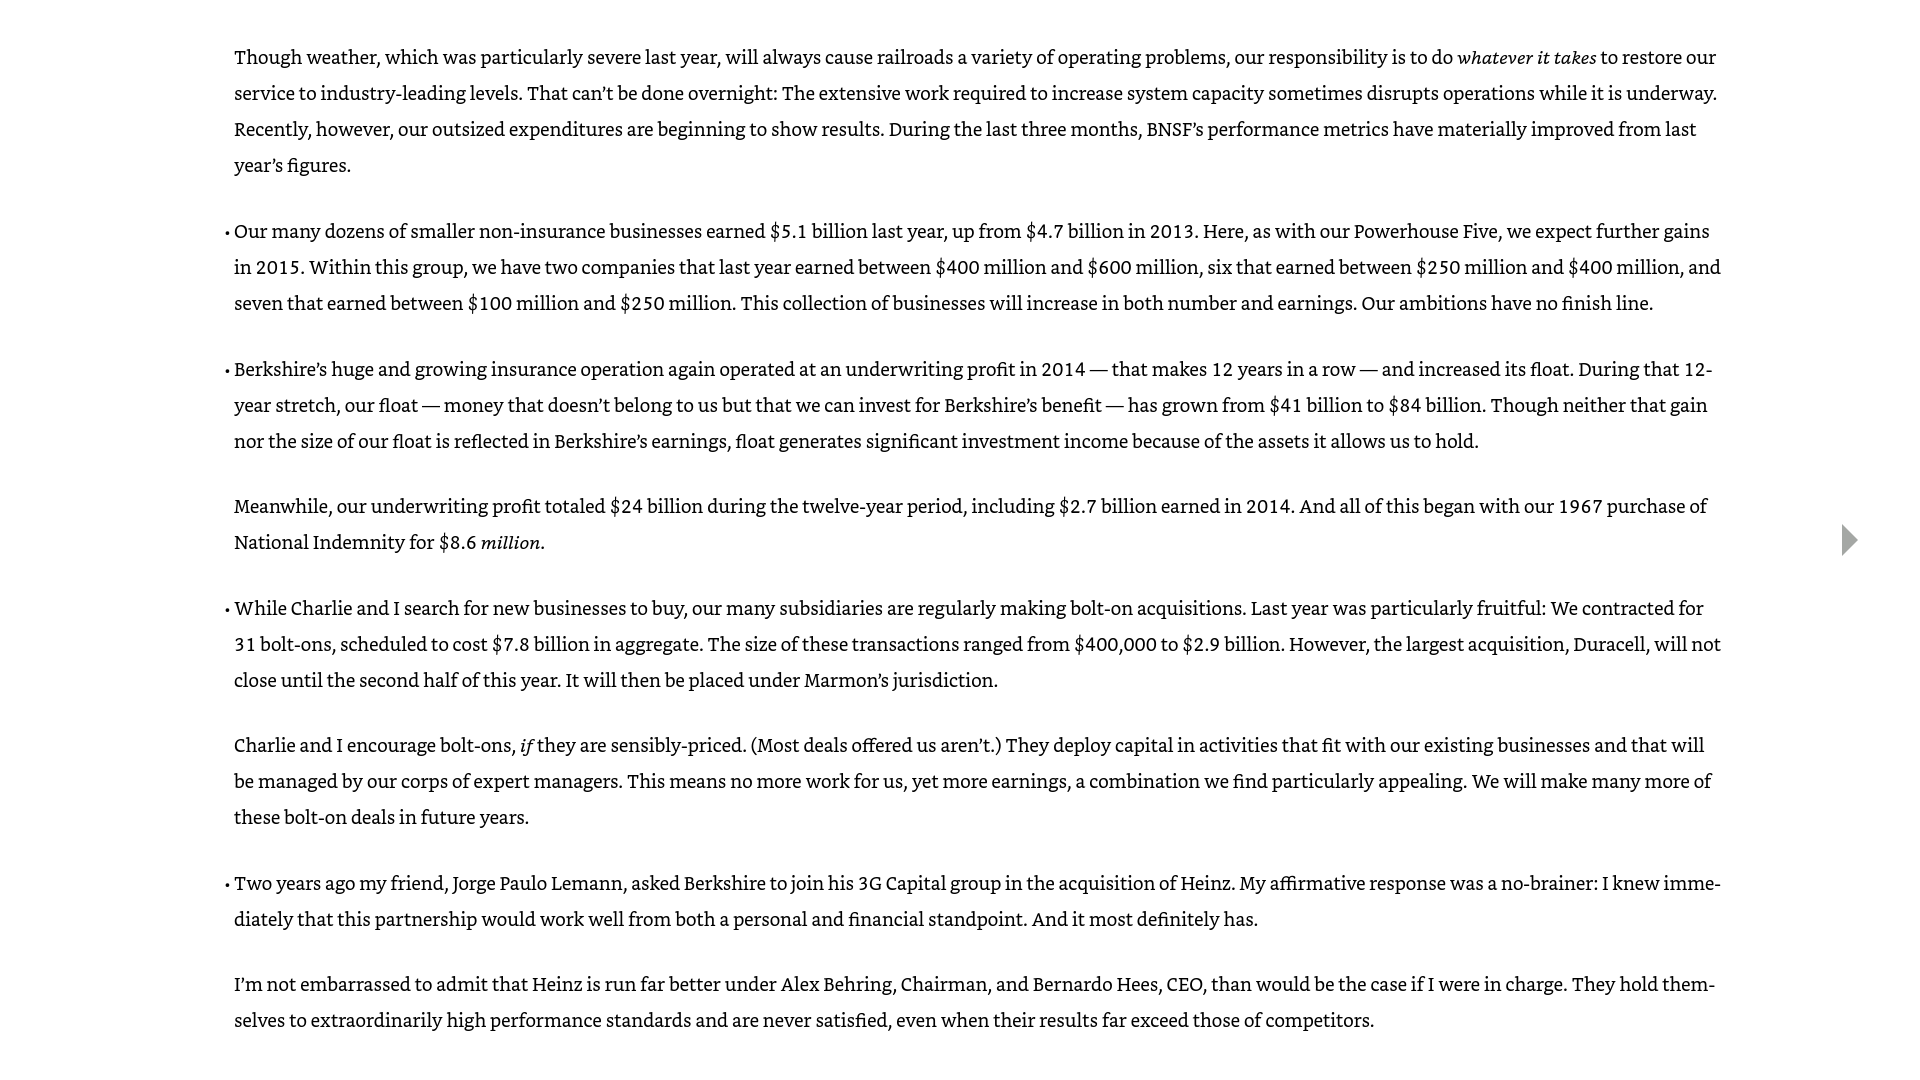 Though weather, which was particularly severe last year, will always cause railroads a variety of operating problems, our responsibility is to do whatever it takes to restore our
service to industry-leading levels. That can’t be done overnight: The extensive work required to increase system capacity sometimes disrupts operations while it is underway.
Recently, however, our outsized expenditures are beginning to show results. During the last three months, BNSF’s performance metrics have materially improved from last
year’s figures.
• Our many dozens of smaller non-insurance businesses earned $5.1 billion last year, up from $4.7 billion in 2013. Here, as with our Powerhouse Five, we expect further gains
in 2015. Within this group, we have two companies that last year earned between $400 million and $600 million, six that earned between $250 million and $400 million, and
seven that earned between $100 million and $250 million. This collection of businesses will increase in both number and earnings. Our ambitions have no finish line.
• Berkshire’s huge and growing insurance operation again operated at an underwriting profit in 2014 — that makes 12 years in a row — and increased its float. During that 12-
year stretch, our float — money that doesn’t belong to us but that we can invest for Berkshire’s benefit — has grown from $41 billion to $84 billion. Though neither that gain
nor the size of our float is reflected in Berkshire’s earnings, float generates significant investment income because of the assets it allows us to hold.
Meanwhile, our underwriting profit totaled $24 billion during the twelve-year period, including $2.7 billion earned in 2014. And all of this began with our 1967 purchase of
National Indemnity for $8.6 million.
• While Charlie and I search for new businesses to buy, our many subsidiaries are regularly making bolt-on acquisitions. Last year was particularly fruitful: We contracted for
31 bolt-ons, scheduled to cost $7.8 billion in aggregate. The size of these transactions ranged from $400,000 to $2.9 billion. However, the largest acquisition, Duracell, will not
close until the second half of this year. It will then be placed under Marmon’s jurisdiction.
Charlie and I encourage bolt-ons, if they are sensibly-priced. (Most deals offered us aren’t.) They deploy capital in activities that fit with our existing businesses and that will
be managed by our corps of expert managers. This means no more work for us, yet more earnings, a combination we find particularly appealing. We will make many more of
these bolt-on deals in future years.
• Two years ago my friend, Jorge Paulo Lemann, asked Berkshire to join his 3G Capital group in the acquisition of Heinz. My affirmative response was a no-brainer: I knew imme-
diately that this partnership would work well from both a personal and financial standpoint. And it most definitely has.
I’m not embarrassed to admit that Heinz is run far better under Alex Behring, Chairman, and Bernardo Hees, CEO, than would be the case if I were in charge. They hold them-
selves to extraordinarily high performance standards and are never satisfied, even when their results far exceed those of competitors.